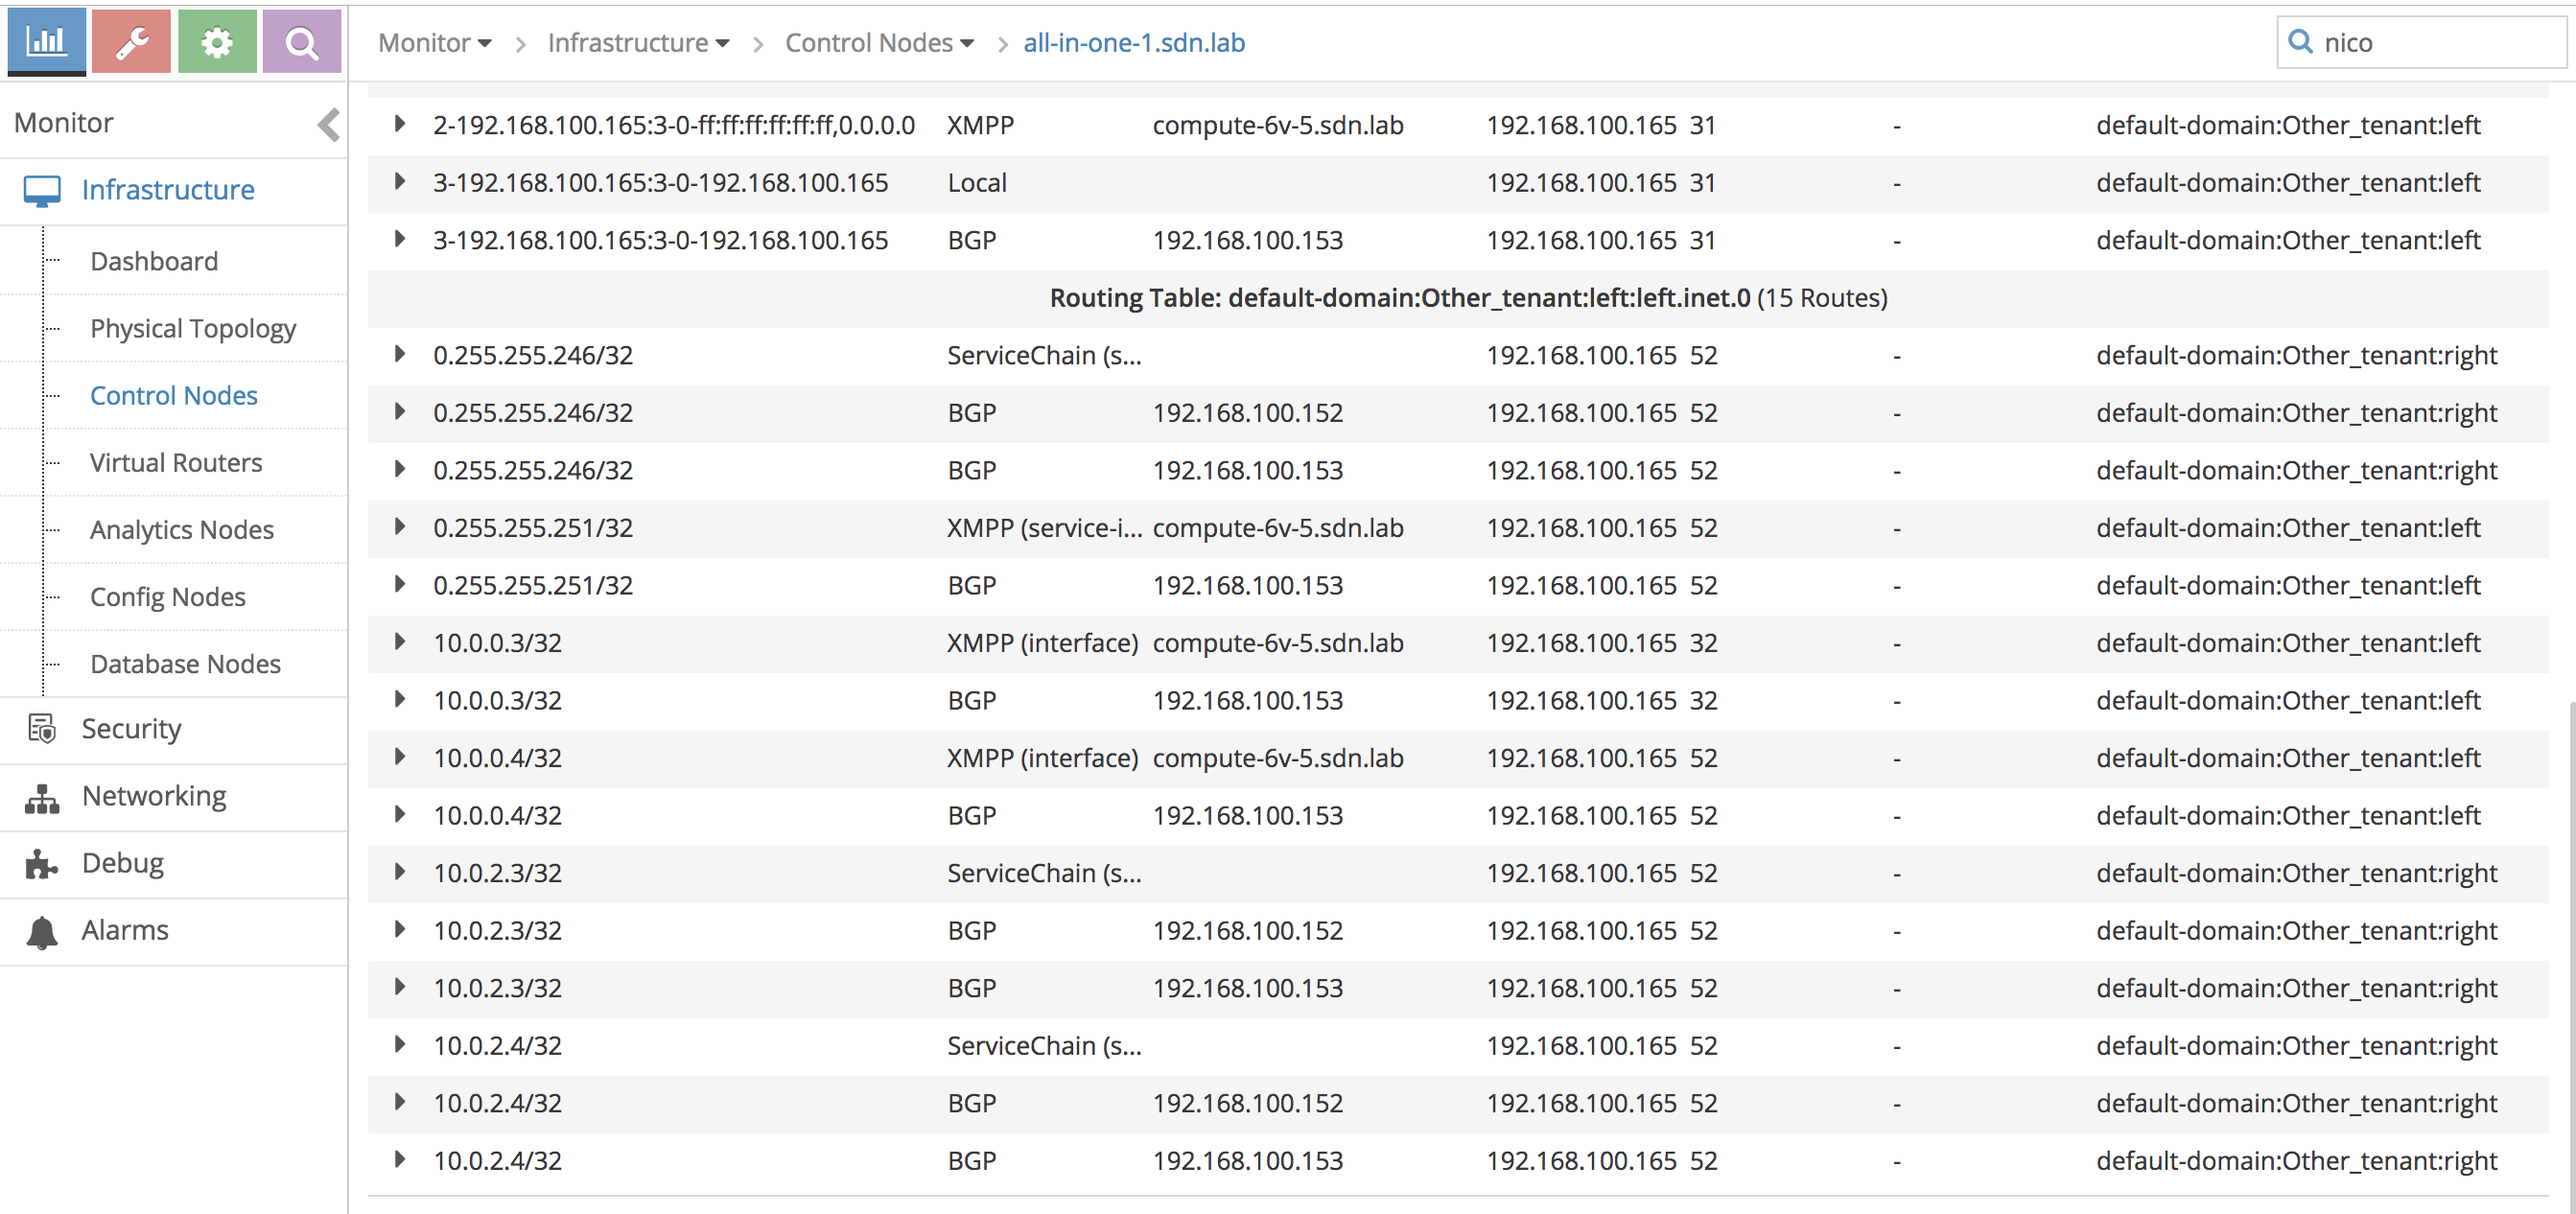 Monitor Infrastructure Control Nodes all-in-one-1.sdn.lab nico
Monitor
Infrastructure
Dashboard
Physical Topology
Control Nodes
Virtual Routers
Analytics Nodes
Config Nodes
Database Nodes
Security
Networking
Debug
Alarms
2-192.168.100.165:3-0-ff:ff:ff:ff:ff:ff,0.0.0.0 XMPP compute-6v-5.sdn.lab 192.168.100.165 31 - default-domain:Other_tenant:left
3-192.168.100.165:3-0-192.168.100.165 Local 192.168.100.165 31 - default-domain:Other_tenant:left
3-192.168.100.165:3-0-192.168.100.165 BGP 192.168.100.153 192.168.100.165 31 - default-domain:Other_tenant:left
Routing Table: default-domain:Other_tenant:left:left.inet.0 (15 Routes)
0.255.255.246/32 ServiceChain (s... 192.168.100.165 52 - default-domain:Other_tenant:right
0.255.255.246/32 BGP 192.168.100.152 192.168.100.165 52 - default-domain:Other_tenant:right
0.255.255.246/32 BGP 192.168.100.153 192.168.100.165 52 - default-domain:Other_tenant:right
0.255.255.251/32 XMPP (service-i... compute-6v-5.sdn.lab 192.168.100.165 52 - default-domain:Other_tenant:left
0.255.255.251/32 BGP 192.168.100.153 192.168.100.165 52 - default-domain:Other_tenant:left
10.0.0.3/32 XMPP (interface) compute-6v-5.sdn.lab 192.168.100.165 32 - default-domain:Other_tenant:left
10.0.0.3/32 BGP 192.168.100.153 192.168.100.165 32 - default-domain:Other_tenant:left
10.0.0.4/32 XMPP (interface) compute-6v-5.sdn.lab 192.168.100.165 52 - default-domain:Other_tenant:left
10.0.0.4/32 BGP 192.168.100.153 192.168.100.165 52 - default-domain:Other_tenant:left
10.0.2.3/32 ServiceChain (s... 192.168.100.165 52 - default-domain:Other_tenant:right
10.0.2.3/32 BGP 192.168.100.152 192.168.100.165 52 - default-domain:Other_tenant:right
10.0.2.3/32 BGP 192.168.100.153 192.168.100.165 52 - default-domain:Other_tenant:right
10.0.2.4/32 ServiceChain (s... 192.168.100.165 52 - default-domain:Other_tenant:right
10.0.2.4/32 BGP 192.168.100.152 192.168.100.165 52 - default-domain:Other_tenant:right
10.0.2.4/32 BGP 192.168.100.153 192.168.100.165 52 - default-domain:Other_tenant:right